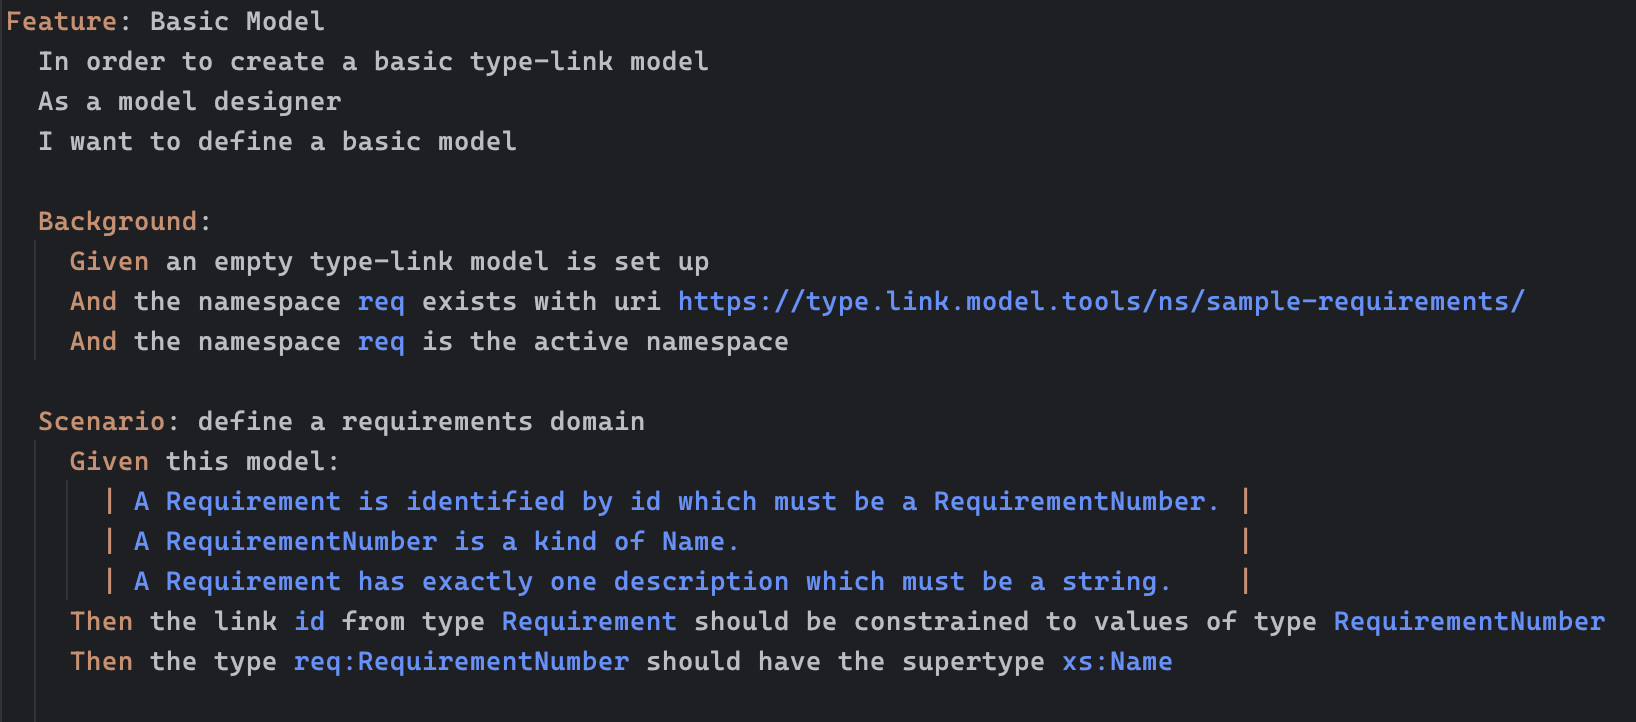 Feature: Basic Model
In order to create a basic type-link model
As a model designer
I want to define a basic model
Background:
Given an empty type-link model is set up
And the namespace req exists with uri https://type.link.model.tools/ns/sample-requirements/
And the namespace req is the active namespace
Scenario: define a requirements domain
Given this model:
| A Requirement is identified by id which must be a RequirementNumber. |
| A RequirementNumber is a kind of Name. |
| A Requirement has exactly one description which must be a string. |
Then the link id from type Requirement should be constrained to values of type RequirementNumber
Then the type req:RequirementNumber should have the supertype xs:Name